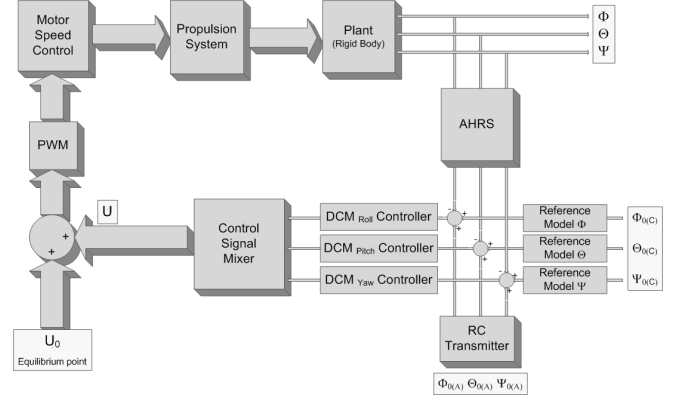 Motor
Speed
Control
Propulsion
System
Plant
(Rigid Body)
Φ
Θ
Ψ
AHRS
PWM
U
+
+
Control
Signal
Mixer
DCM Roll Controller
DCM Pitch Controller
DCM Yaw Controller
-
+
+
-
+
+
-
+
+
Reference
Model Φ
Reference
Model Θ
Reference
Model Ψ
Φ0(C)
Θ0(C)
Ψ0(C)
RC
Transmitter
U0
Equilibrium point
Φ0(A) Θ0(A) Ψ0(A)